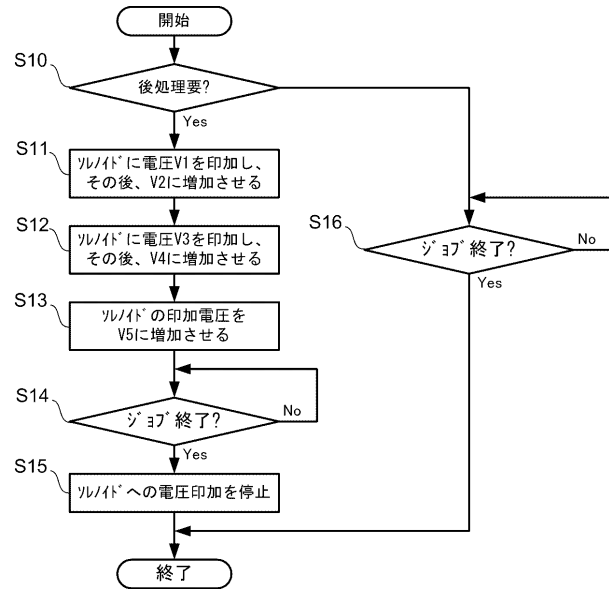 開始
S10
後処理要?
Yes
S11
ｿﾚﾉｲﾄﾞに電圧V1を印加し、
その後、V2に増加させる
S12
ｿﾚﾉｲﾄﾞに電圧V3を印加し、
その後、V4に増加させる
S13
ｿﾚﾉｲﾄﾞの印加電圧を
V5に増加させる
S14
ｼﾞｮﾌﾞ終了?
No
Yes
S15
ｿﾚﾉｲﾄﾞへの電圧印加を停止
S16
ｼﾞｮﾌﾞ終了?
No
Yes
終了